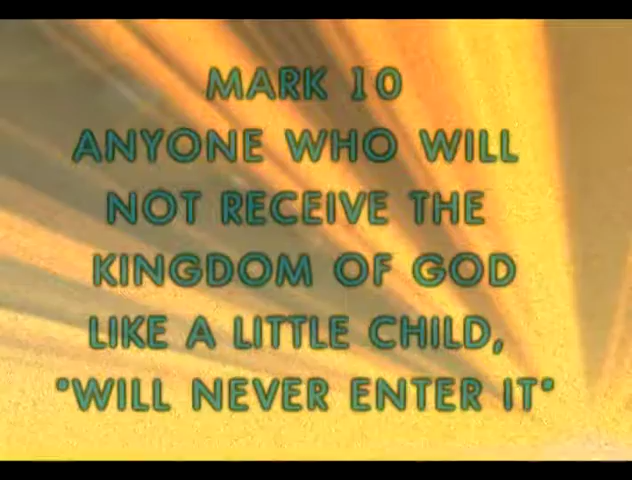 MARK 10
ANYONE WHO WILL
NOT RECEIVE THE
KINGDOM OF GOD
LIKE A LITTLE CHILD,
"WILL NEVER ENTER IT"